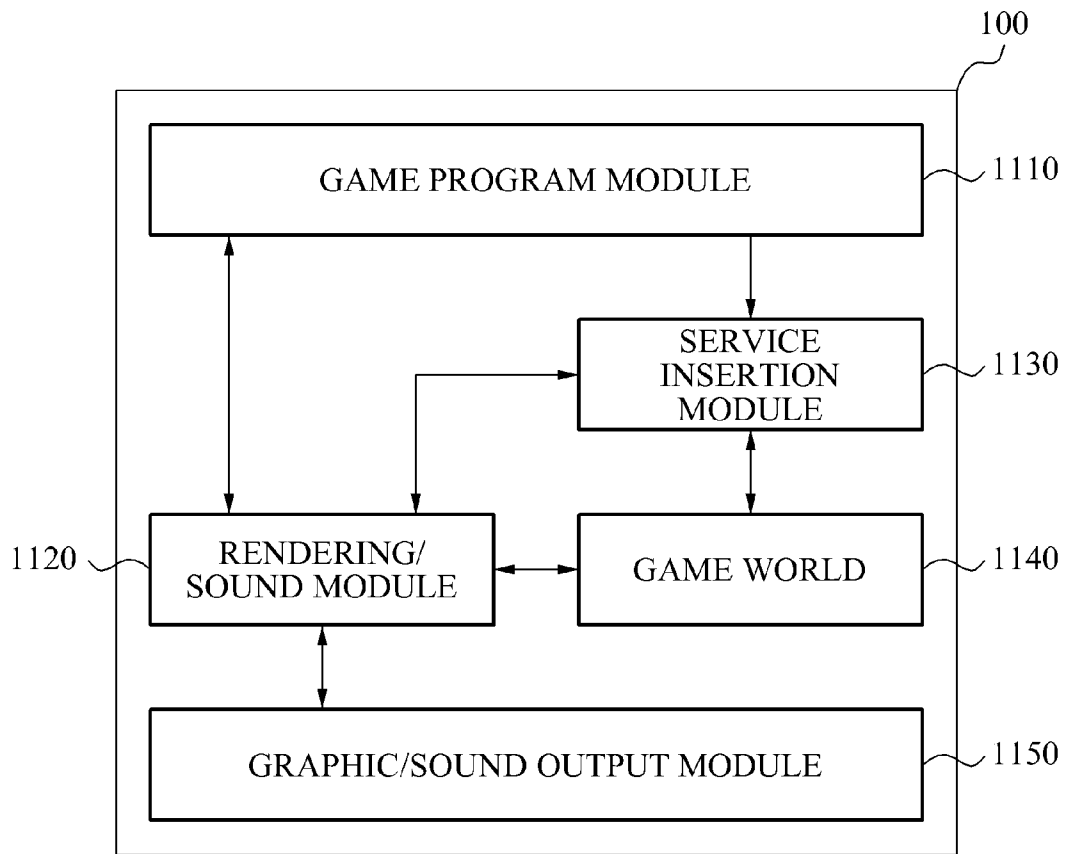 100
GAME PROGRAM MODULE
1110
SERVICE
INSERTION
MODULE
1130
1120
RENDERING/
SOUND MODULE
GAME WORLD
1140
GRAPHIC/SOUND OUTPUT MODULE
1150